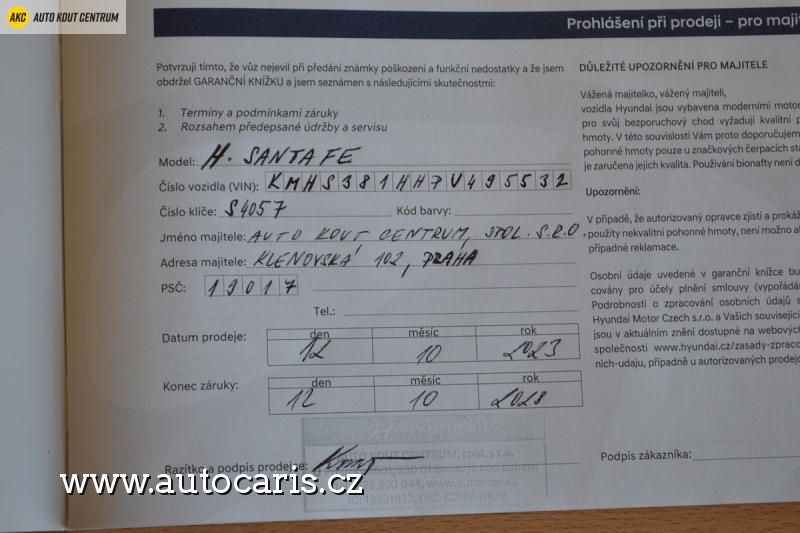 AKC AUTO KOUT CENTRUM
Prohlášení při prodeji – pro maji
Potvrzuji tímto, že vůz nejevil při předání známky poškození a funkční nedostatky a že jsem
obdržel GARANČNÍ KNÍŽKU a jsem seznámen s následujícími skutečnostmi:
1. Termíny a podmínkami záruky
2. Rozsahem předepsané údržby a servisu
Model: H. SANTA FE
Číslo vozidla (VIN): KMHS381HH7V495532
Číslo klíče: S4057 Kód barvy:
Jméno majitele: AUTO KOUT CENTRUM, SPOL. S.R.O.
Adresa majitele: KLENOVSKÁ 102, PRAHA
PSČ: 19017
Tel.:
Datum prodeje: den 12 měsíc 10 rok 2023
Konec záruky: den 12 měsíc 10 rok 2028
Razítko a podpis prodejce:
HYUNDAI
AUTO KOUT CENTRUM, spol. s r.o.
DŮLEŽITÉ UPOZORNĚNÍ PRO MAJITELE
Vážená majitelko, vážený majiteli,
vozidla Hyundai jsou vybavena moderními motor
pro svůj bezporuchový chod vyžadují kvalitní p
hmoty. V této souvislosti Vám proto doporučujem
pohonné hmoty pouze u značkových čerpacích sta
je zaručena jejich kvalita. Používání bionafty není d
Upozornění:
V případě, že autorizovaný opravce zjistí a prokáž
použity nekvalitní pohonné hmoty, není možno al
případné reklamace.
Osobní údaje uvedené v garanční knížce bu
covány pro účely plnění smlouvy (vypořádán
Podrobnosti o zpracování osobních údajů s
Hyundai Motor Czech s.r.o. a Vašich související
jsou v aktuálním znění dostupné na webových
společnosti www.hyundai.cz/zasady-zpraco
nich-udaju, případně u autorizovaných prodejc
Podpis zákazníka:
www.autocaris.cz